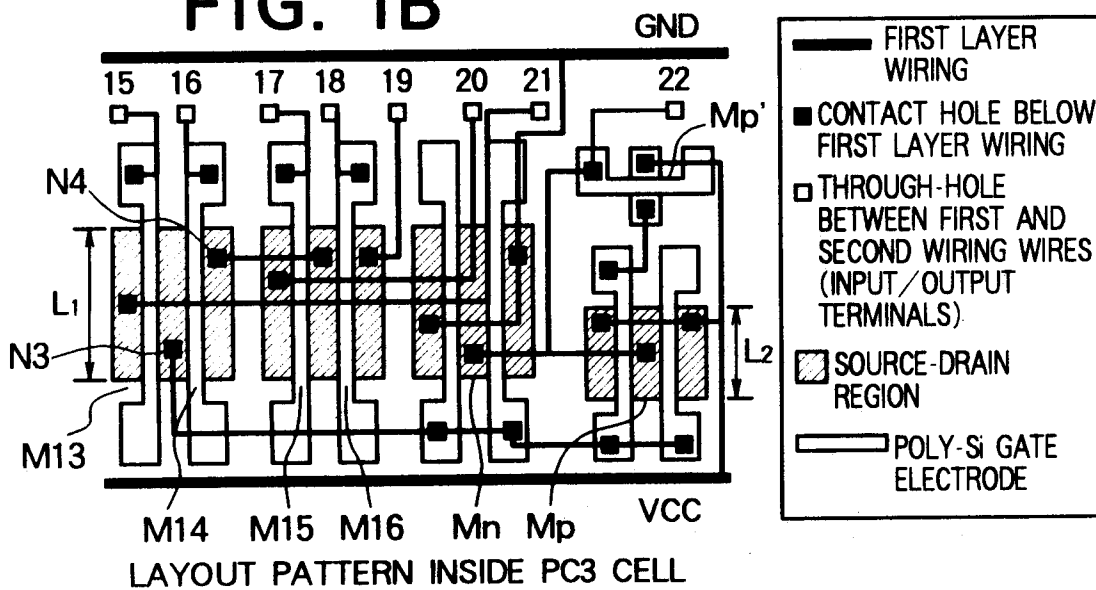 FIG. 1B
GND
15 16 17 18 19 20 21 22
Mp'
N4
L1
N3
L2
M13
M14 M15 M16 Mn Mp VCC
LAYOUT PATTERN INSIDE PC3 CELL
FIRST LAYER
WIRING
CONTACT HOLE BELOW
FIRST LAYER WIRING
THROUGH-HOLE
BETWEEN FIRST AND
SECOND WIRING WIRES
(INPUT/OUTPUT
TERMINALS)
SOURCE-DRAIN
REGION
POLY-Si GATE
ELECTRODE